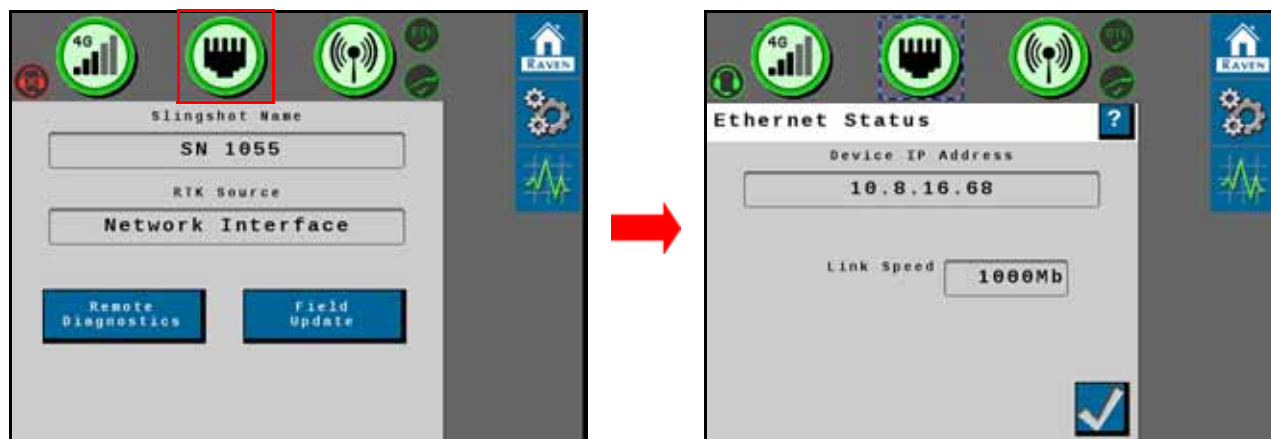 4G
RAVEN
Slingshot Name
SN 1055
RTK Source
Network Interface
Remote
Diagnostics
Field
Update
4G
RTK
RAVEN
Ethernet Status
?
Device IP Address
10.8.16.68
Link Speed
1000Mb